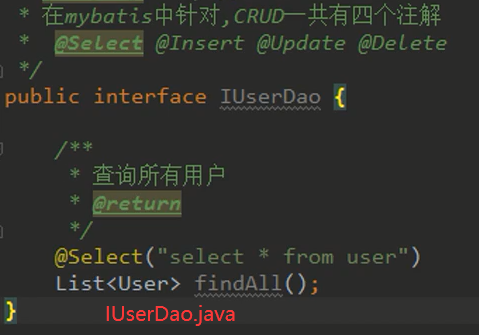 * 在mybatis中针对,CRUD一共有四个注解
* @Select @Insert @Update @Delete
*/
public interface IUserDao {
/**
* 查询所有用户
* @return
*/
@Select("select * from user")
List<User> findAll();
}
IUserDao.java